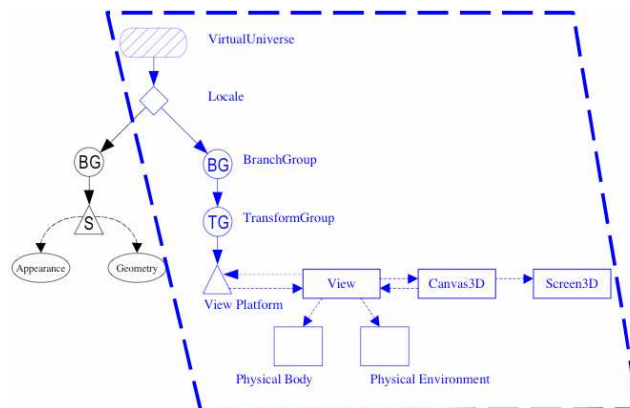 VirtualUniverse
Locale
BG
BG
BranchGroup
S
TG
TransformGroup
Appearance
Geometry
View
Canvas3D
Screen3D
View Platform
Physical Body
Physical Environment